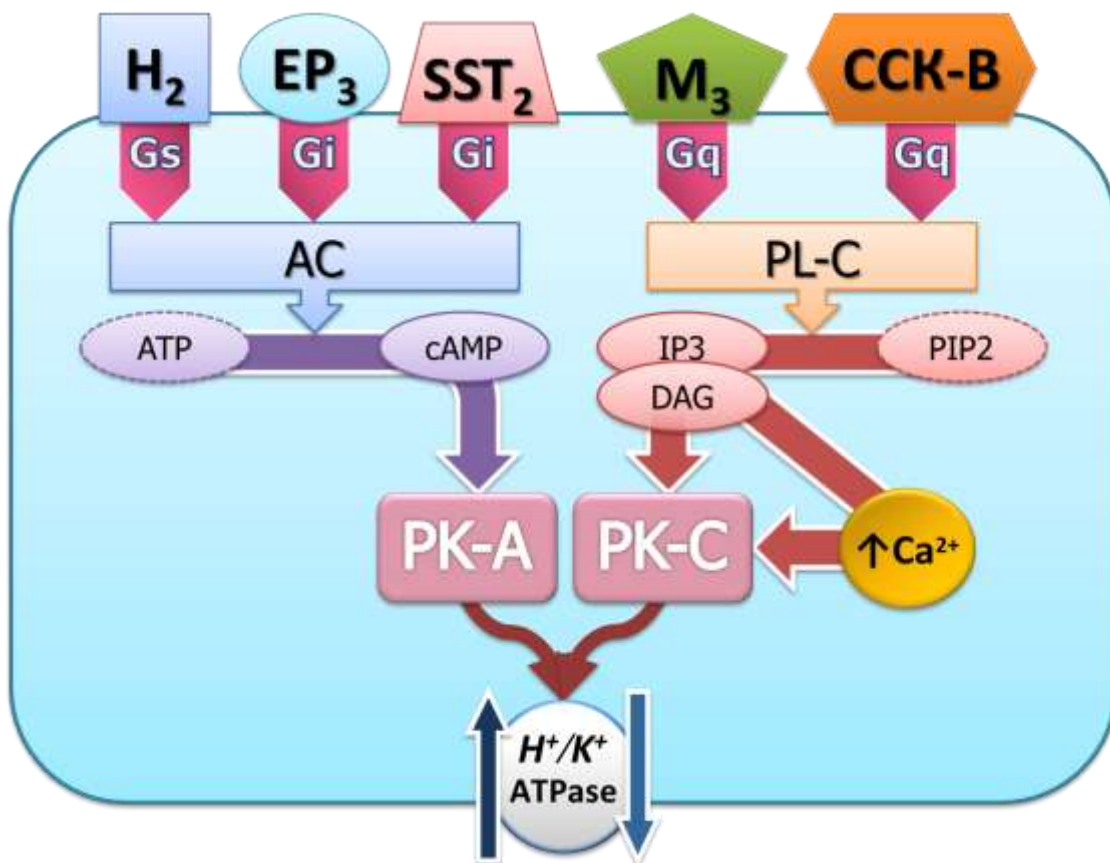 H₂ EP₃ SST₂ M₃ CCK-B
Gs Gi Gi Gq Gq
AC PL-C
ATP cAMP IP3 PIP2
DAG
PK-A PK-C ↑Ca²⁺
H⁺/K⁺
ATPase